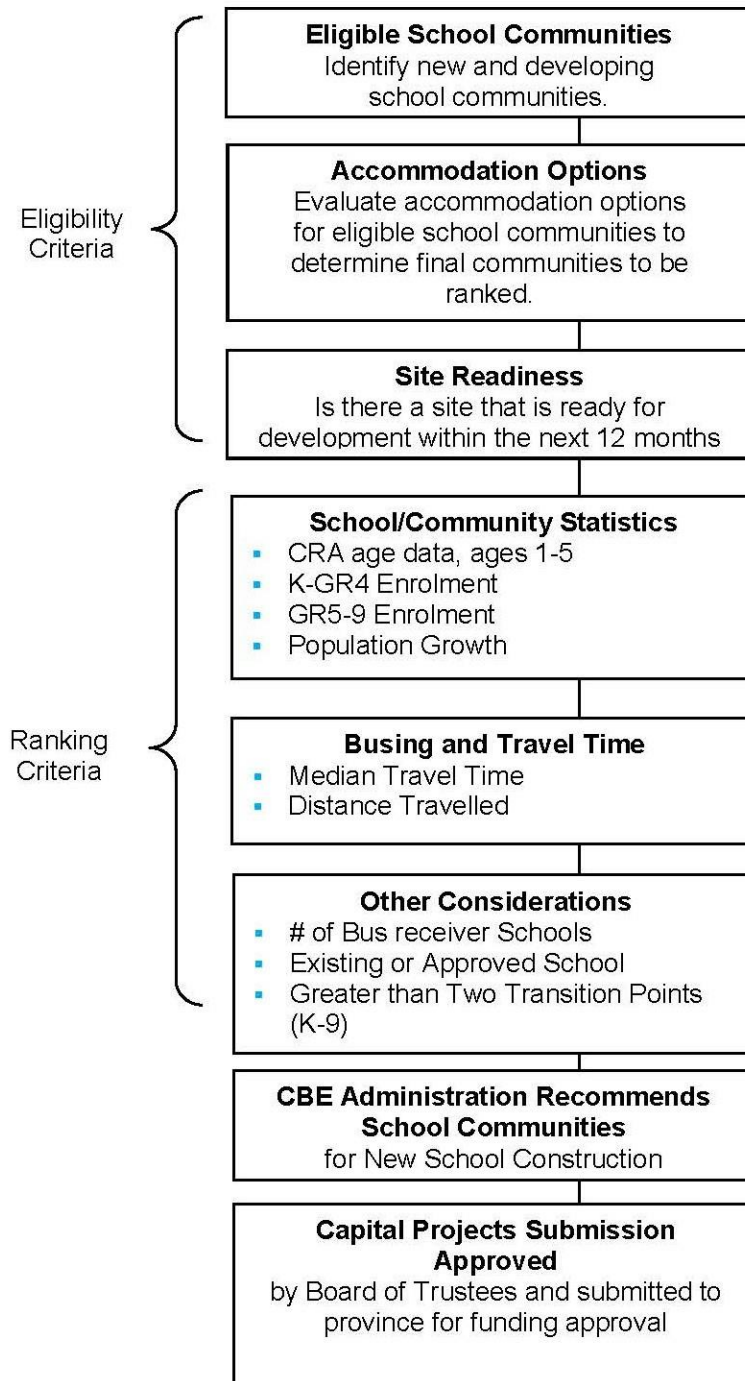 Eligible School Communities
Identify new and developing
school communities.
Accommodation Options
Evaluate accommodation options
for eligible school communities to
determine final communities to be
ranked.
Eligibility
Criteria
Site Readiness
Is there a site that is ready for
development within the next 12 months
School/Community Statistics
▪ CRA age data, ages 1-5
▪ K-GR4 Enrolment
▪ GR5-9 Enrolment
▪ Population Growth
Ranking
Criteria
Busing and Travel Time
▪ Median Travel Time
▪ Distance Travelled
Other Considerations
▪ # of Bus receiver Schools
▪ Existing or Approved School
▪ Greater than Two Transition Points
(K-9)
CBE Administration Recommends
School Communities
for New School Construction
Capital Projects Submission
Approved
by Board of Trustees and submitted to
province for funding approval